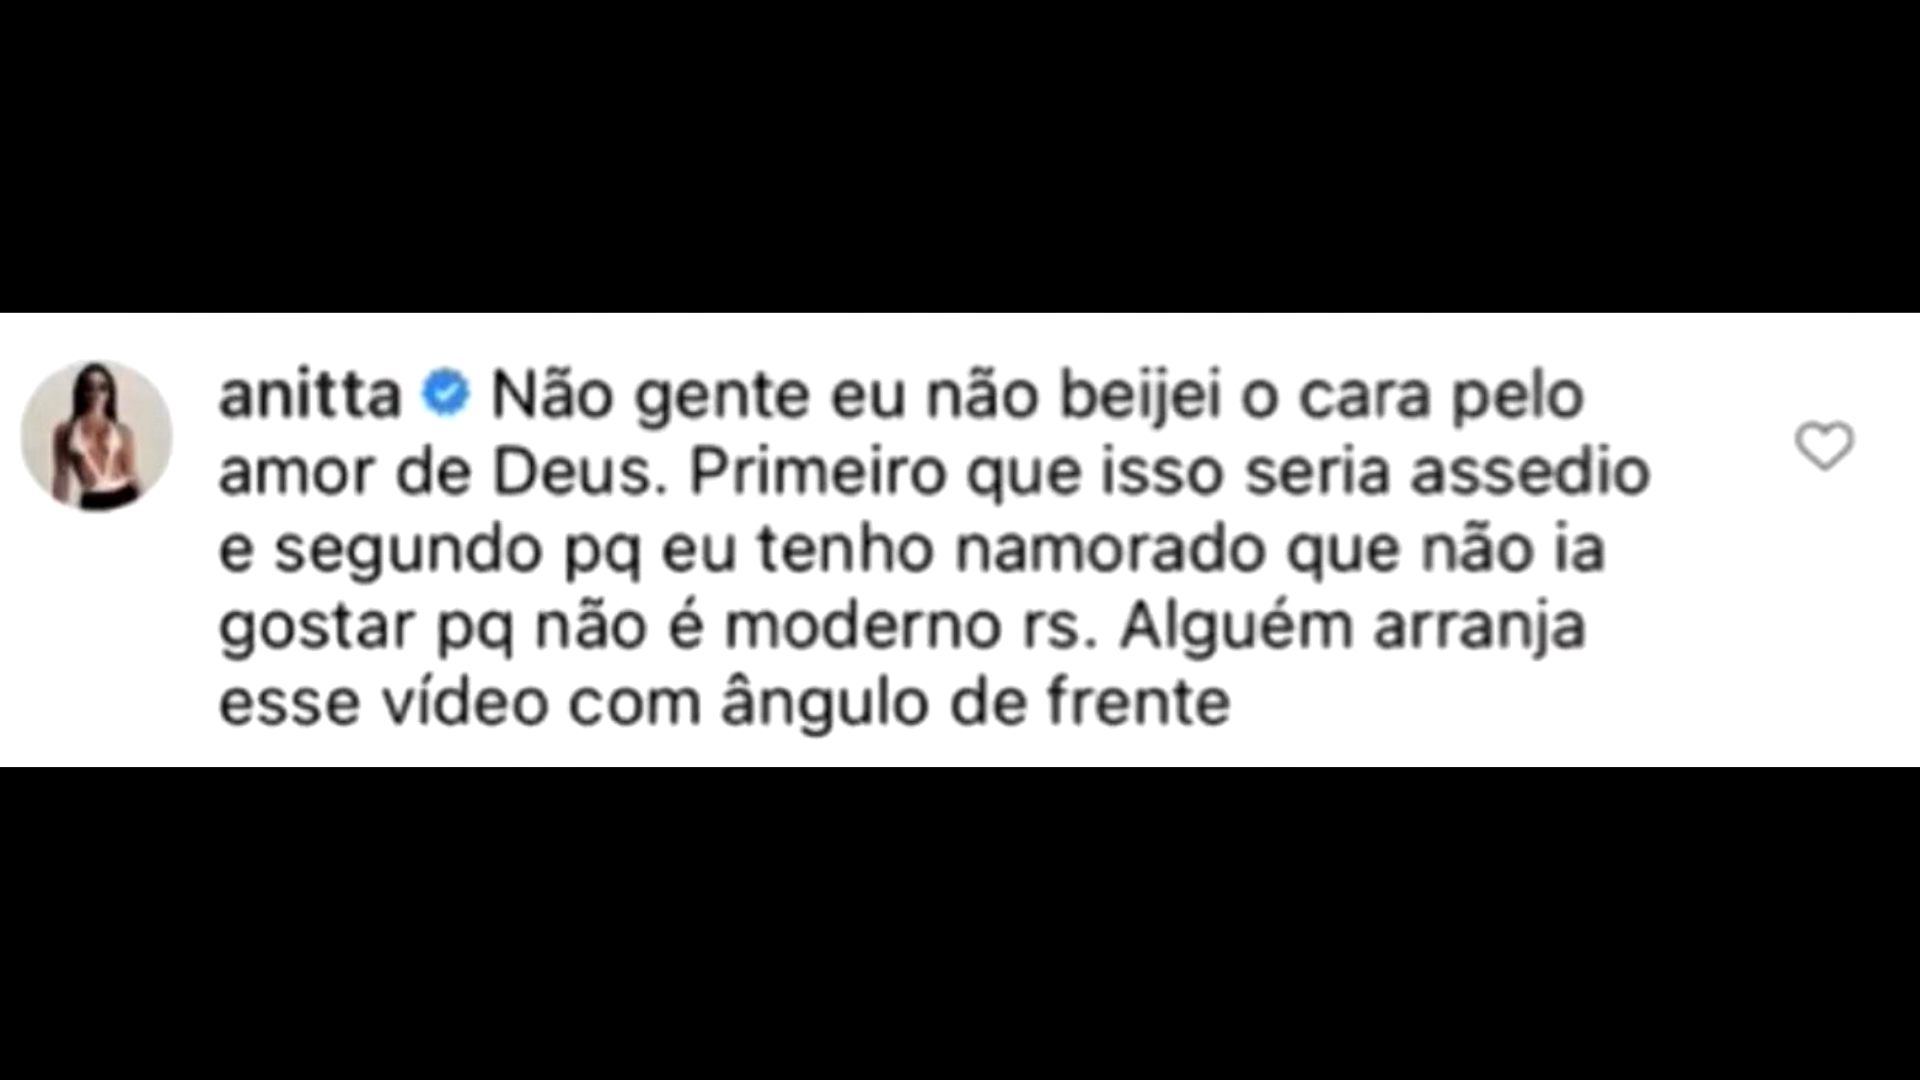 anitta Não gente eu não beijei o cara pelo
amor de Deus. Primeiro que isso seria assedio
e segundo pq eu tenho namorado que não ia
gostar pq não é moderno rs. Alguém arranja
esse vídeo com ângulo de frente